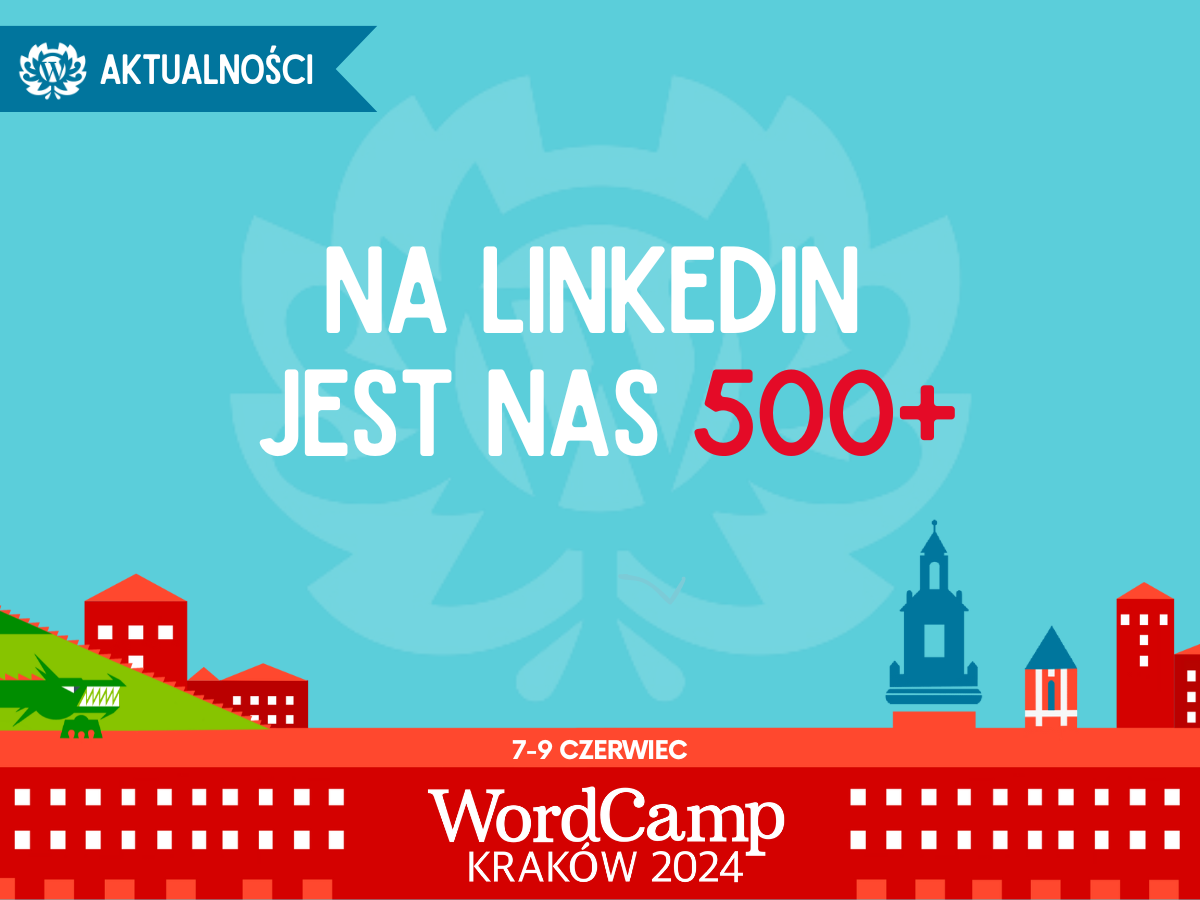 AKTUALNOŚCI
NA LINKEDIN
JEST NAS 500+
7-9 CZERWIEC
WordCamp
KRAKÓW 2024